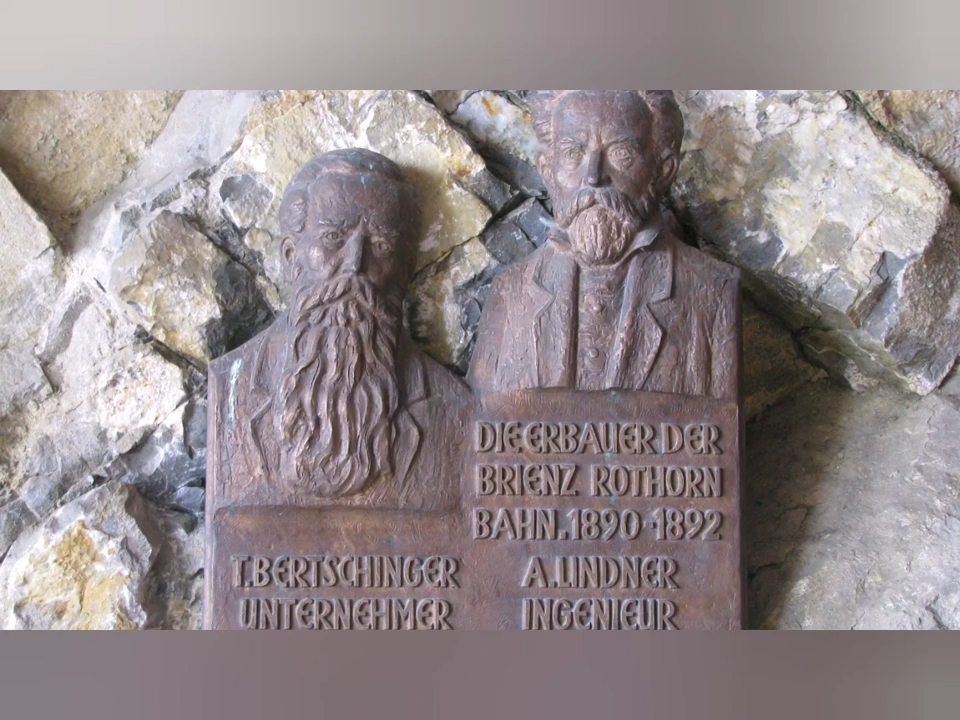 DIE ERBAUER DER
BRIENZ ROTHORN
BAHN. 1890-1892
T. BERTSCHINGER
UNTERNEHMER
A. LINDNER
INGENIEUR